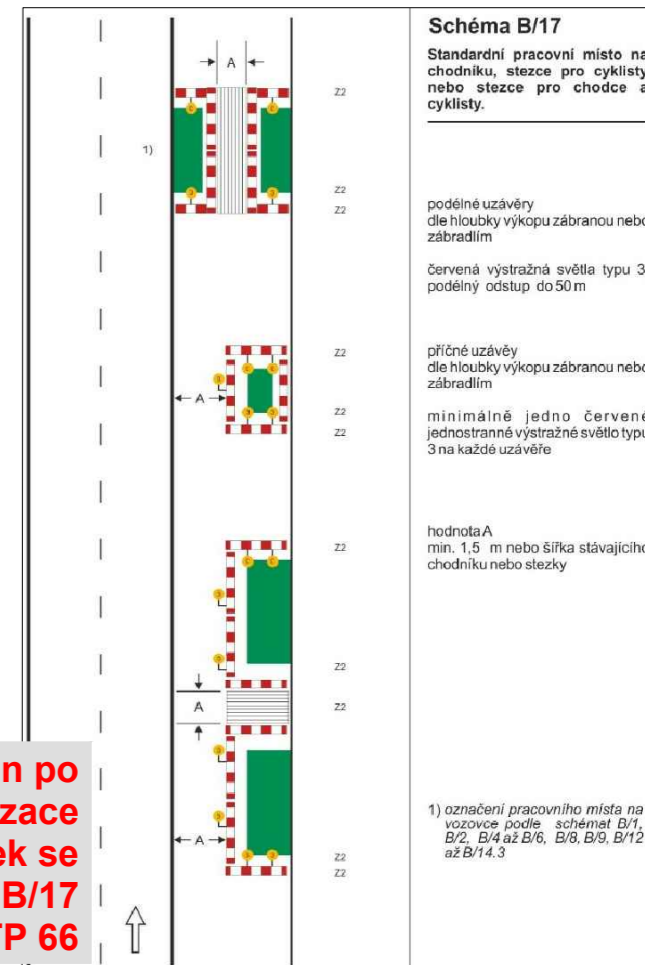 Schéma B/17
Standardní pracovní místo na
chodníku, stezce pro cyklisty
nebo stezce pro chodce a
cyklisty.
A
Z2
1)
Z2
Z2
podélné uzávěry
dle hloubky výkopu zábranou nebo
zábradlím
červená výstražná světla typu 3
podélný odstup do 50 m
Z2
A
Z2
Z2
příčné uzávěy
dle hloubky výkopu zábranou nebo
zábradlím
minimálně jedno červené
jednostranné výstražné světlo typu
3 na každé uzávěře
Z2
hodnota A
min. 1,5 m nebo šířka stávajícího
chodníku nebo stezky
Z2
A
Z2
A
Z2
Z2
1) označení pracovního místa na
vozovce podle schémat B/1,
B/2, B/4 až B/6, B/8, B/9, B/12
až B/14.3
n po
zace
ek se
B/17
TP 66